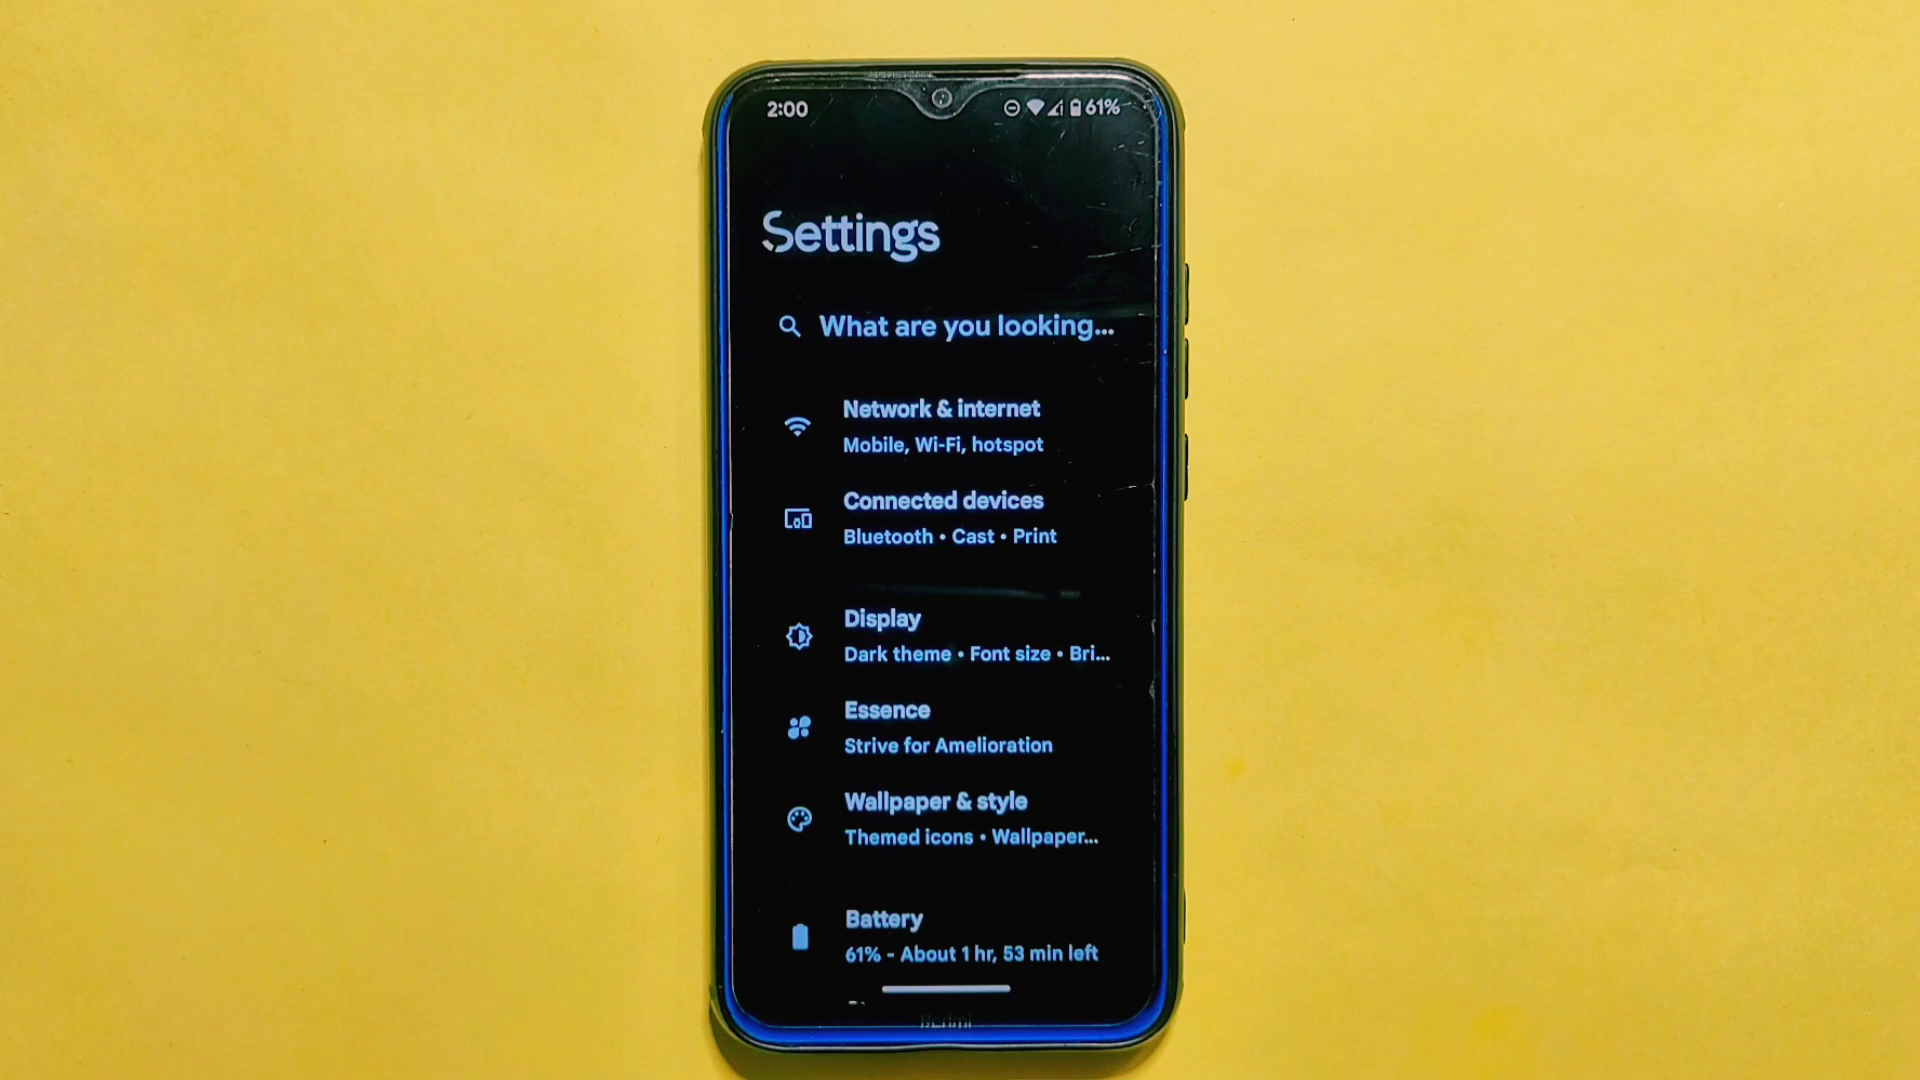 2:00 61%
Settings
What are you looking...
Network & internet
Mobile, Wi-Fi, hotspot
Connected devices
Bluetooth • Cast • Print
Display
Dark theme • Font size • Bri...
Essence
Strive for Amelioration
Wallpaper & style
Themed icons • Wallpaper...
Battery
61% - About 1 hr, 53 min left
Redmi